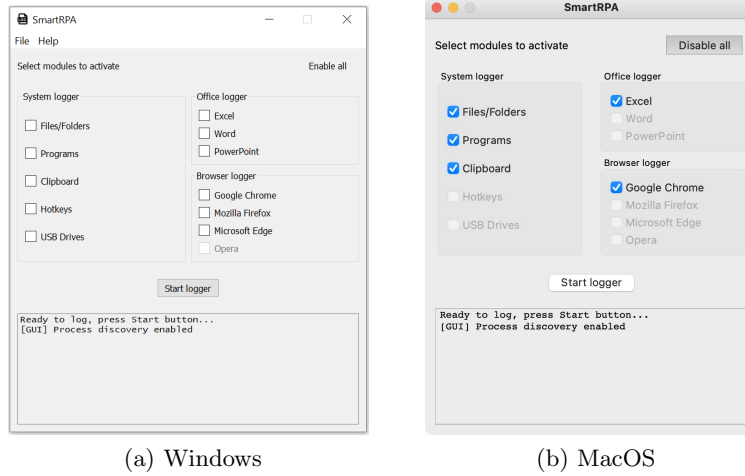 SmartRPA
File Help
Select modules to activate
Enable all
System logger
Files/Folders
Programs
Clipboard
Hotkeys
USB Drives
Office logger
Excel
Word
PowerPoint
Browser logger
Google Chrome
Mozilla Firefox
Microsoft Edge
Opera
Start logger
Ready to log, press Start button...
[GUI] Process discovery enabled
(a) Windows
SmartRPA
Select modules to activate
Disable all
System logger
Files/Folders
Programs
Clipboard
Hotkeys
USB Drives
Office logger
Excel
Word
PowerPoint
Browser logger
Google Chrome
Mozilla Firefox
Microsoft Edge
Opera
Start logger
Ready to log, press Start button...
[GUI] Process discovery enabled
(b) MacOS